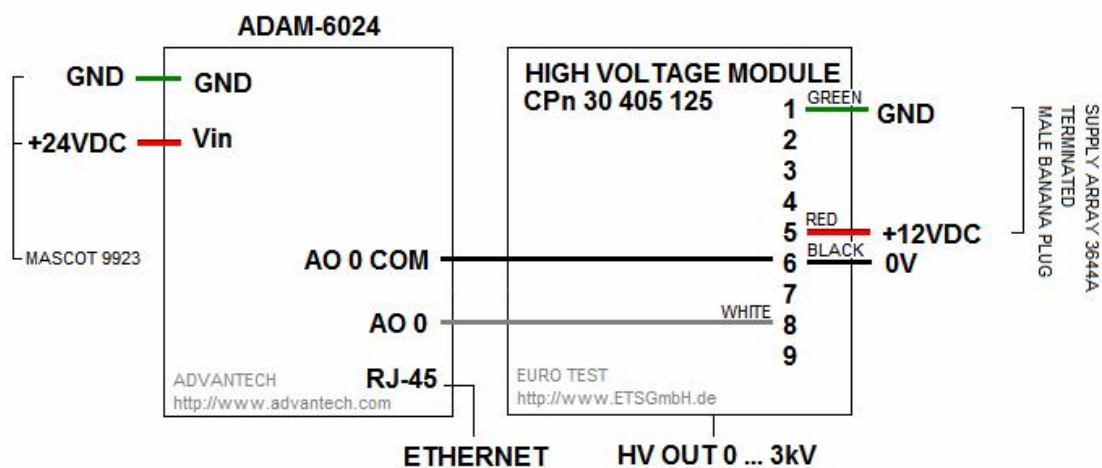 ADAM-6024
GND
GND
+24VDC
Vin
MASCOT 9923
AO 0 COM
AO 0
RJ-45
ADVANTECH
http://www.advantech.com
ETHERNET
HIGH VOLTAGE MODULE
CPn 30 405 125
1
GREEN
GND
2
3
4
5
RED
+12VDC
6
BLACK
0V
7
WHITE
8
9
EURO TEST
http://www.ETSGmbH.de
HV OUT 0 ... 3kV
SUPPLY ARRAY 3644A
TERMINATED
MALE BANANA PLUG